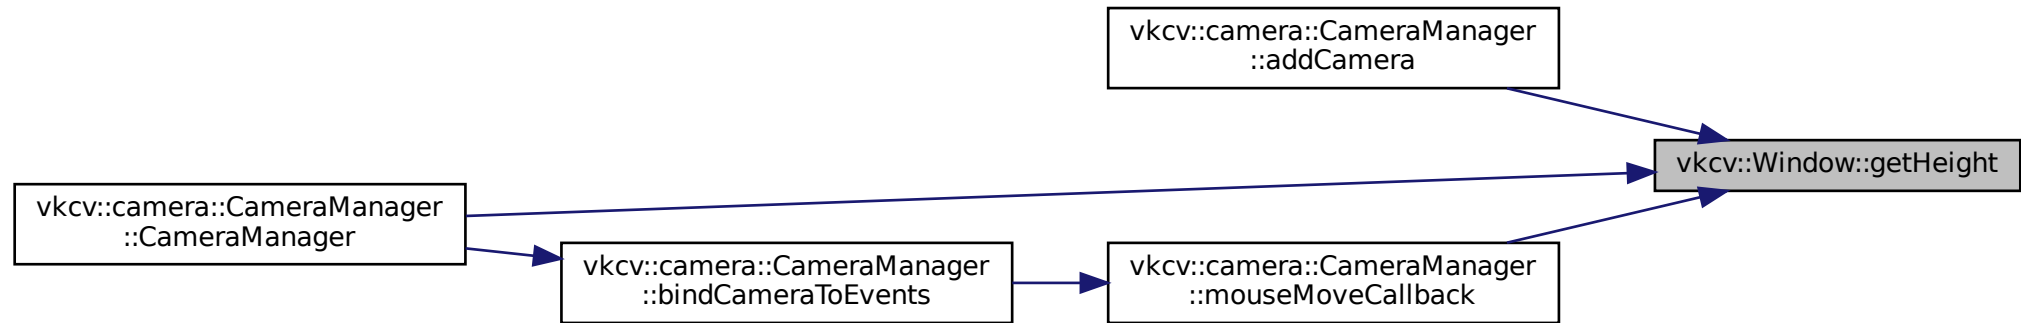 vkcv::camera::CameraManager
::addCamera
vkcv::Window::getHeight
vkcv::camera::CameraManager
::CameraManager
vkcv::camera::CameraManager
::bindCameraToEvents
vkcv::camera::CameraManager
::mouseMoveCallback